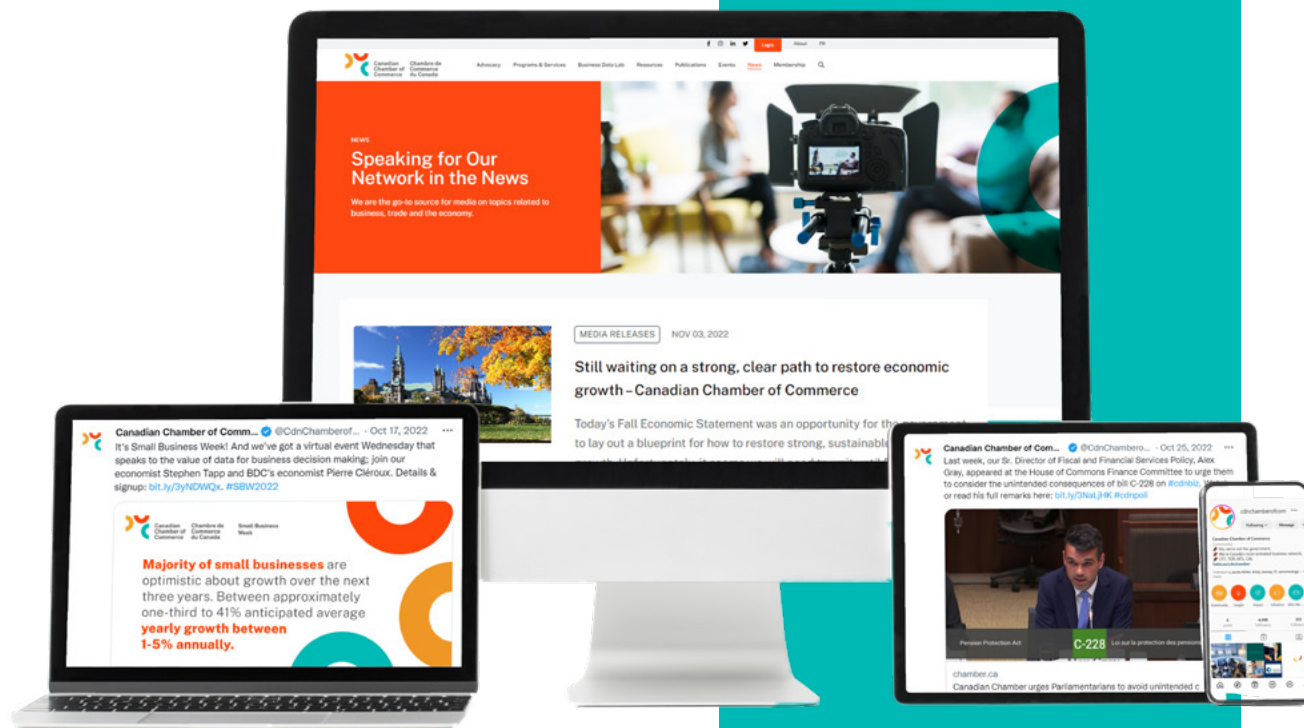 Login
About
FR
Canadian Chamber of Commerce
Chambre de Commerce du Canada
Advocacy
Programs & Services
Business Data Lab
Resources
Publications
Events
News
Membership
NEWS
Speaking for Our
Network in the News
We are the go-to source for media on topics related to
business, trade and the economy.
MEDIA RELEASES
NOV 03, 2022
Still waiting on a strong, clear path to restore economic
growth – Canadian Chamber of Commerce
Today's Fall Economic Statement was an opportunity for the government
to lay out a blueprint for how to restore strong, sustainable
Canadian Chamber of Comm... @CdnChamberof... · Oct 17, 2022 ...
It's Small Business Week! And we've got a virtual event Wednesday that
speaks to the value of data for business decision making; join our
economist Stephen Tapp and BDC's economist Pierre Cléroux. Details &
signup: bit.ly/3yNDWQx. #SBW2022
Canadian Chamber of Commerce
Chambre de Commerce du Canada
Small Business Week
Majority of small businesses are
optimistic about growth over the next
three years. Between approximately
one-third to 41% anticipated average
yearly growth between
1-5% annually.
Canadian Chamber of Com... @CdnChambero... · Oct 25, 2022 ...
Last week, our Sr. Director of Fiscal and Financial Services Policy, Alex
Gray, appeared at the House of Commons Finance Committee to urge them
to consider the unintended consequences of bill C-228 on #cdnbiz. Watch
or read his full remarks here: bit.ly/3NaLjHK #cdnpoli
Pension Protection Act
C-228
Loi sur la protection des pensions
chamber.ca
Canadian Chamber urges Parliamentarians to avoid unintended c
cdnchamberofcom
Following
Message
Canadian Chamber of Commerce